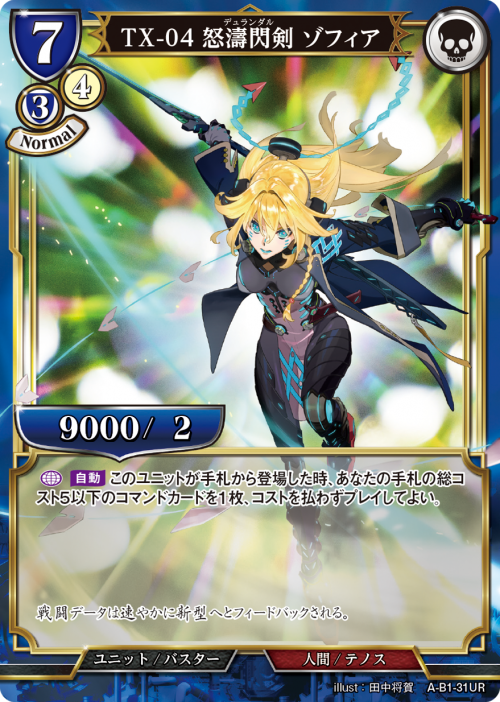 7
デュランダル
TX-04 怒濤閃剣 ゾフィア
3
4
Normal
9000/ 2
自動 このユニットが手札から登場した時、あなたの手札の総コ
スト5以下のコマンドカードを1枚、コストを払わずプレイしてよい。
戦闘データは速やかに新型へとフィードバックされる。
ユニット/バスター
人間/テノス
illust:田中将賀 A-B1-31UR